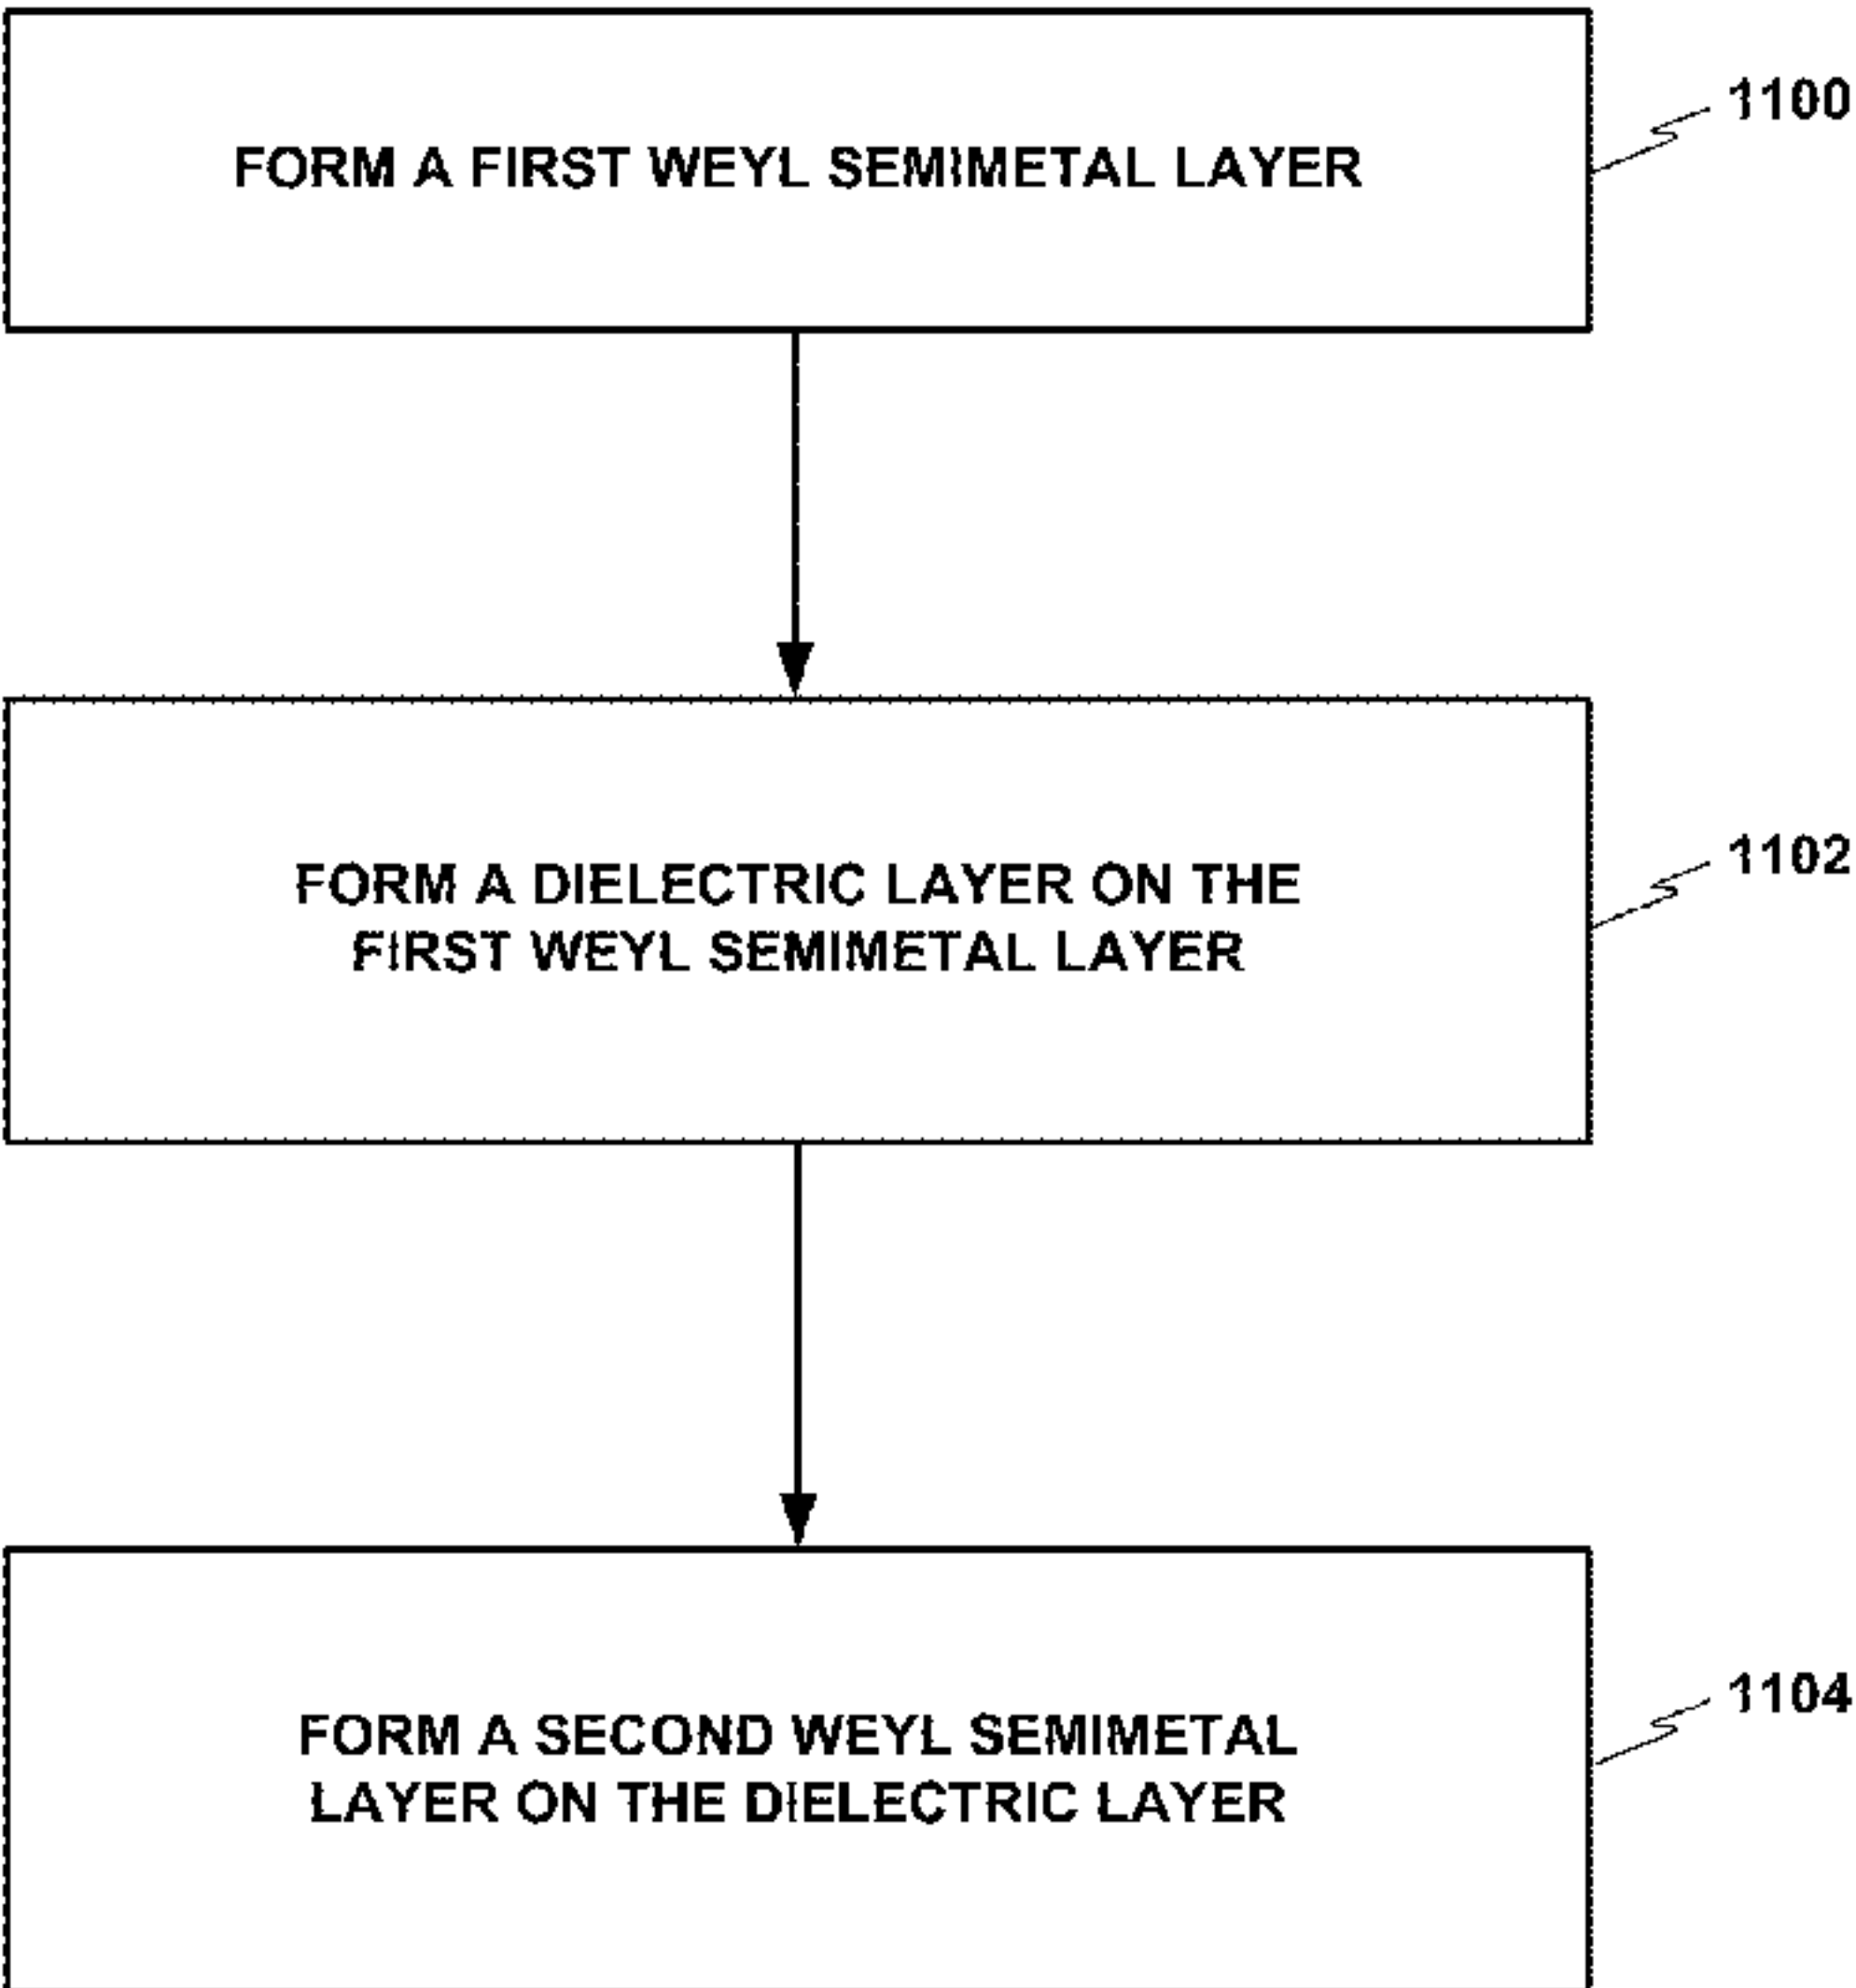 1100
FORM A FIRST WEYL SEMIMETAL LAYER
1102
FORM A DIELECTRIC LAYER ON THE
FIRST WEYL SEMIMETAL LAYER
1104
FORM A SECOND WEYL SEMIMETAL
LAYER ON THE DIELECTRIC LAYER